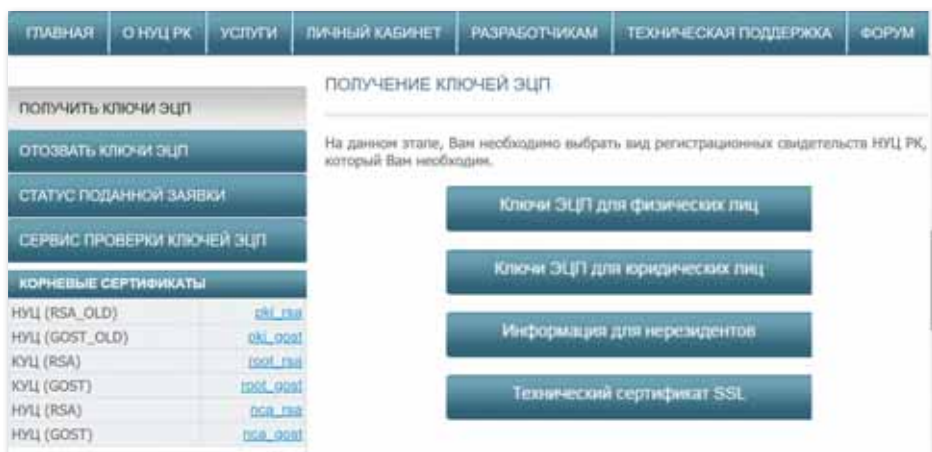 ГЛАВНАЯ О НУЦ РК УСЛУГИ ЛИЧНЫЙ КАБИНЕТ РАЗРАБОТЧИКАМ ТЕХНИЧЕСКАЯ ПОДДЕРЖКА ФОРУМ
ПОЛУЧИТЬ КЛЮЧИ ЭЦП
ОТОЗВАТЬ КЛЮЧИ ЭЦП
СТАТУС ПОДАННОЙ ЗАЯВКИ
СЕРВИС ПРОВЕРКИ КЛЮЧЕЙ ЭЦП
КОРНЕВЫЕ СЕРТИФИКАТЫ
НУЦ (RSA_OLD) pki_rsa
НУЦ (GOST_OLD) pki_gost
КУЦ (RSA) root_rsa
КУЦ (GOST) root_gost
НУЦ (RSA) nca_rsa
НУЦ (GOST) nca_gost
ПОЛУЧЕНИЕ КЛЮЧЕЙ ЭЦП
На данном этапе, Вам необходимо выбрать вид регистрационных свидетельств НУЦ РК,
который Вам необходим.
Ключи ЭЦП для физических лиц
Ключи ЭЦП для юридических лиц
Информация для нерезидентов
Технический сертификат SSL